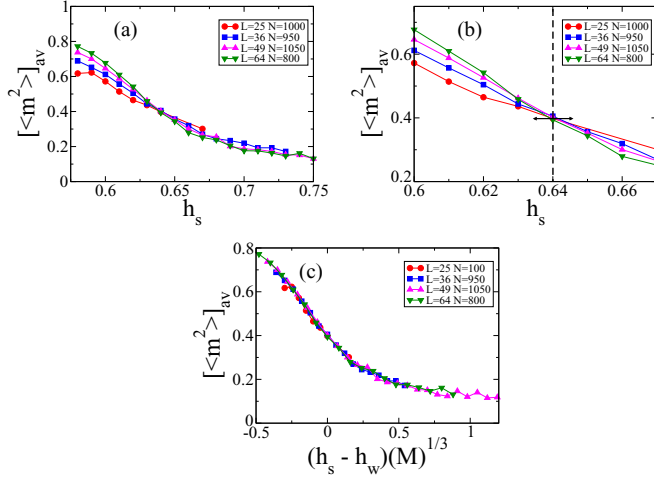 (a)
L=25 N=1000
L=36 N=950
L=49 N=1050
L=64 N=800
[<m²>]av
1
0.8
0.6
0.4
0.2
0
0.6
0.65
0.7
0.75
hs
(b)
L=25 N=1000
L=36 N=950
L=49 N=1050
L=64 N=800
[<m²>]av
0.6
0.4
0.2
0.6
0.62
0.64
0.66
hs
(c)
L=25 N=100
L=36 N=950
L=49 N=1050
L=64 N=800
[<m²>]av
0.8
0.6
0.4
0.2
0
-0.5
0
0.5
1
(hs - hw)(M)^1/3